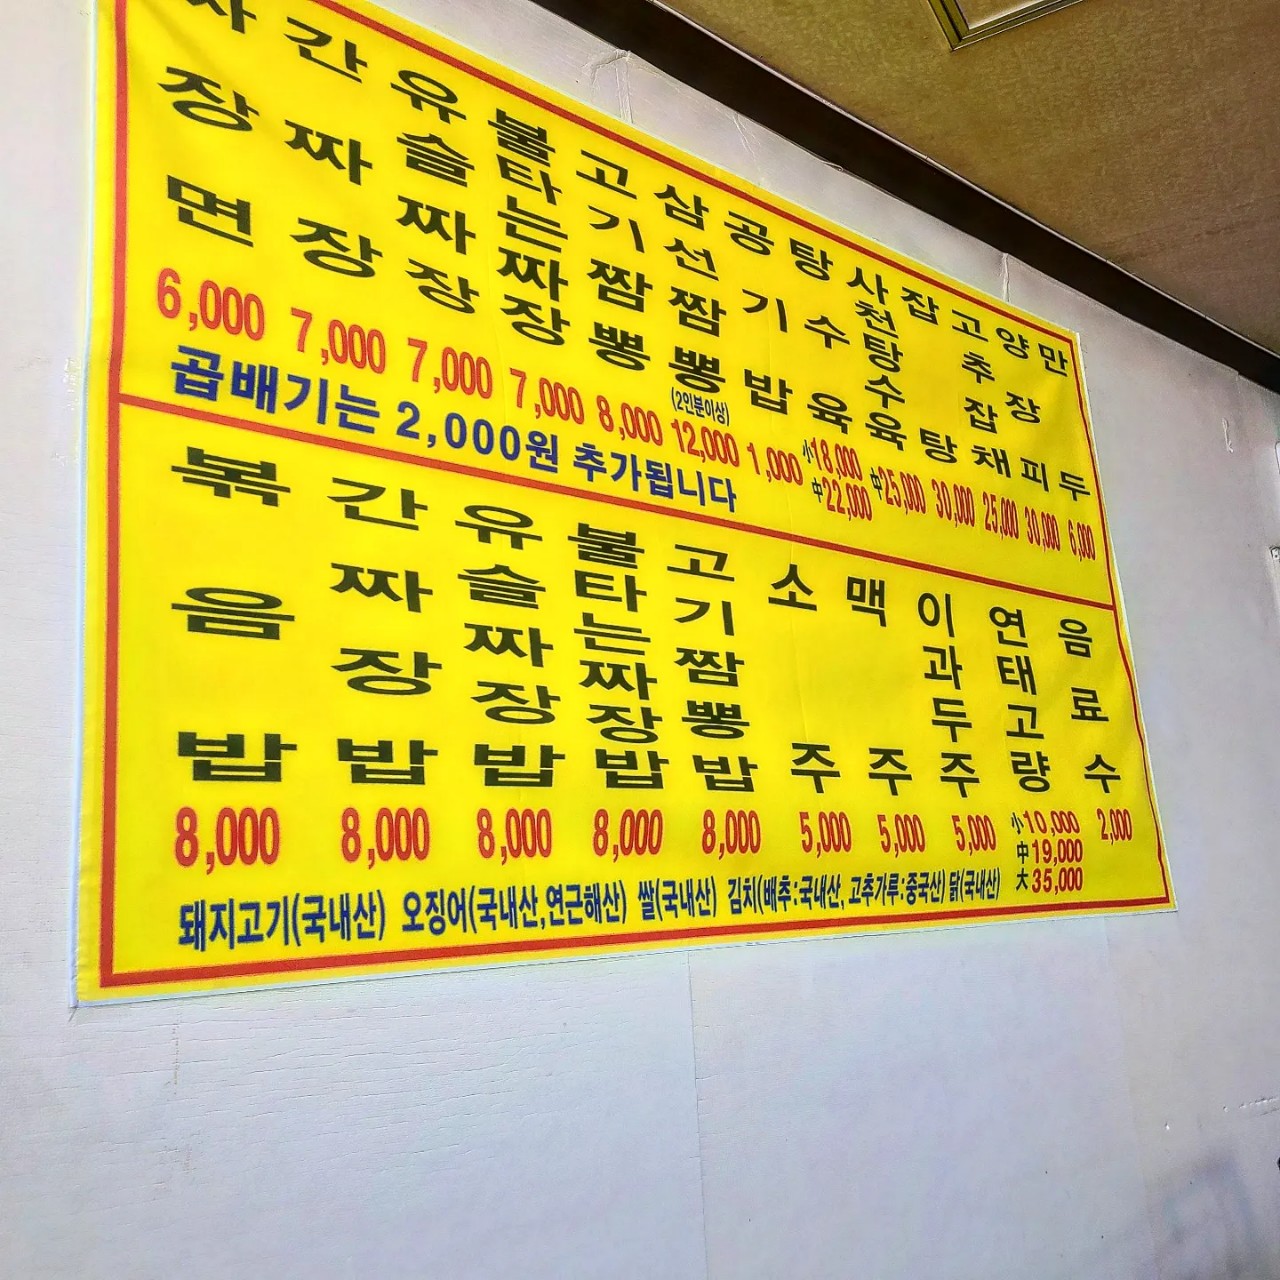 자장면 6,000
간짜장 7,000
유슬짜장 7,000
불타는짜장 7,000
고기짬뽕 8,000
삼선짬뽕 (2인분이상) 12,000
공기밥 1,000
탕수육 小18,000 中22,000
사천탕수육 中25,000
잡탕 30,000
고추잡채 25,000
양장피 30,000
만두 6,000
곱배기는 2,000원 추가됩니다
볶음밥 8,000
간짜장밥 8,000
유슬짜장밥 8,000
불타는짜장밥 8,000
고기짬뽕밥 8,000
소주 5,000
맥주 5,000
이과두주 5,000
연태고량 小10,000 中19,000 大35,000
음료수 2,000
돼지고기(국내산) 오징어(국내산,연근해산) 쌀(국내산) 김치(배추:국내산, 고추가루:중국산) 닭(국내산)